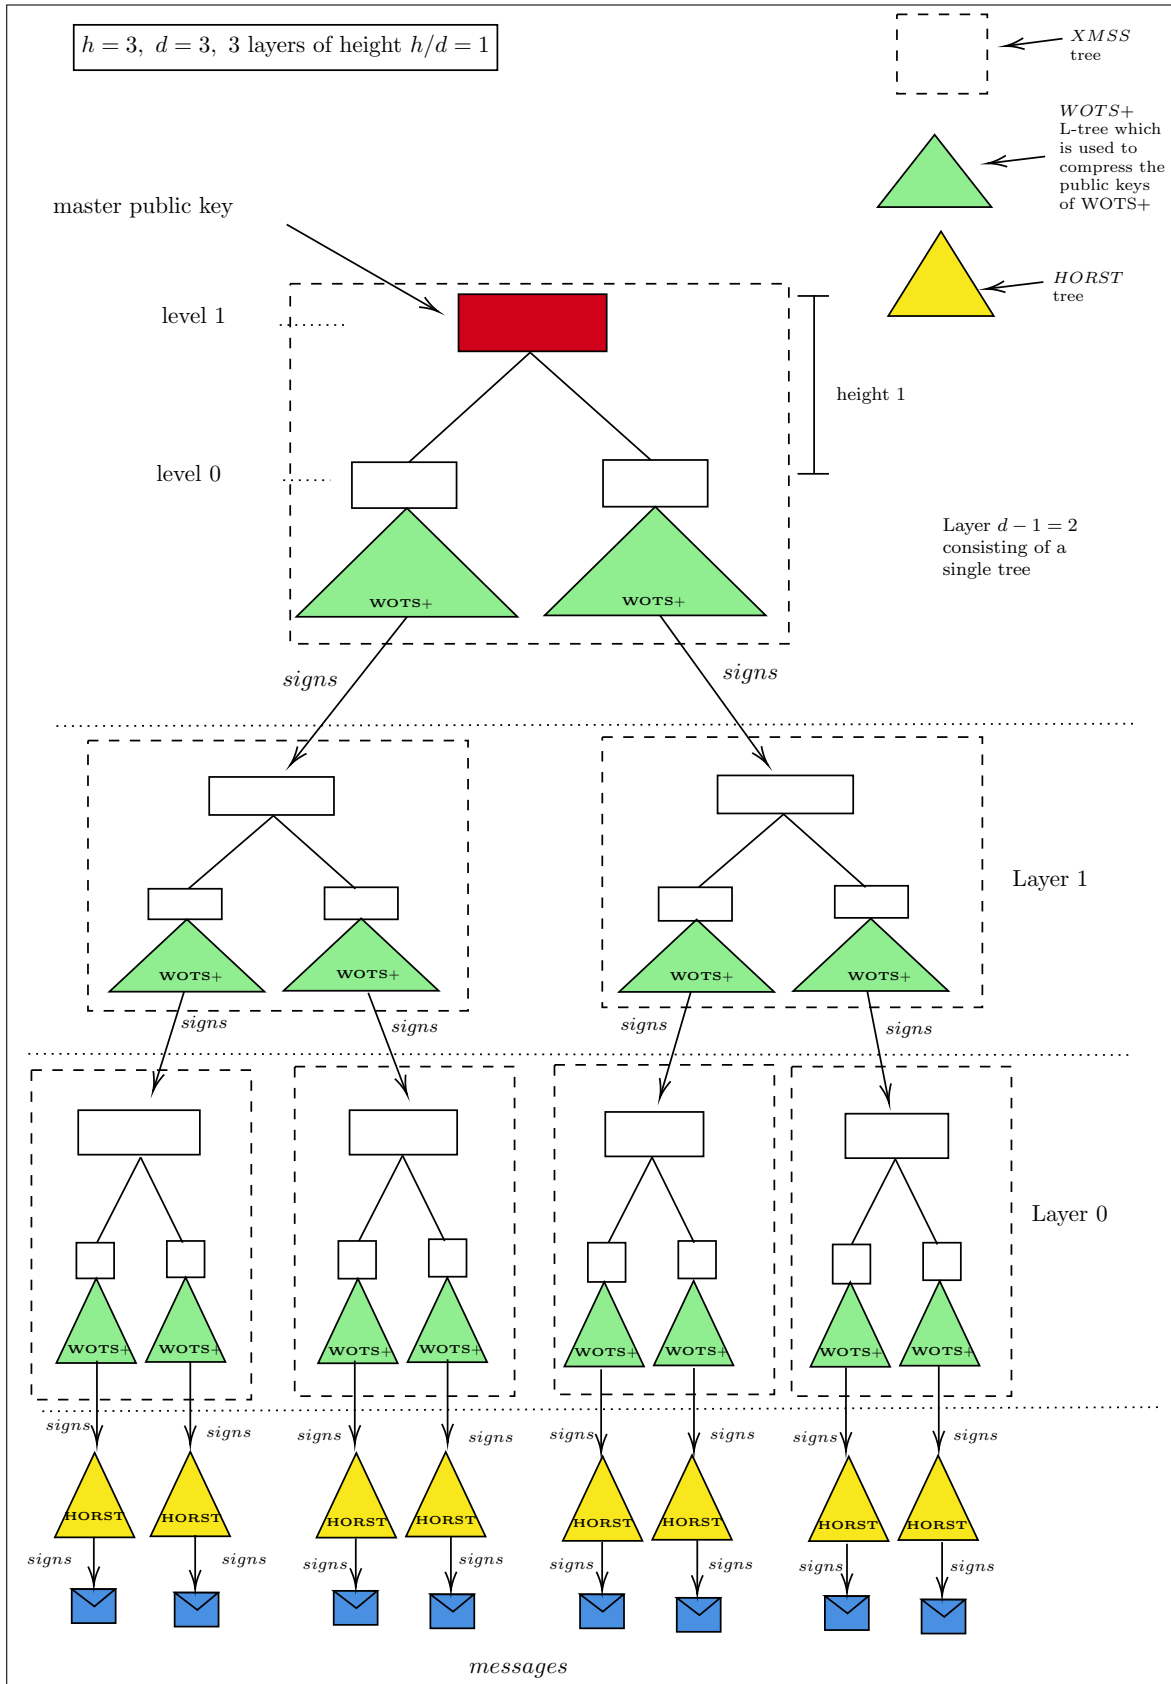 h = 3, d = 3, 3 layers of height h/d = 1
XMSS
tree
WOTS+
L-tree which
is used to
compress the
public keys
of WOTS+
HORST
tree
master public key
level 1
height 1
level 0
Layer d − 1 = 2
consisting of a
single tree
WOTS+ WOTS+
signs signs
Layer 1
WOTS+ WOTS+ WOTS+ WOTS+
signs signs signs signs
Layer 0
WOTS+ WOTS+ WOTS+ WOTS+ WOTS+ WOTS+ WOTS+ WOTS+
signs signs signs signs signs signs signs signs
HORST HORST HORST HORST HORST HORST HORST HORST
signs signs signs signs signs signs signs signs
messages